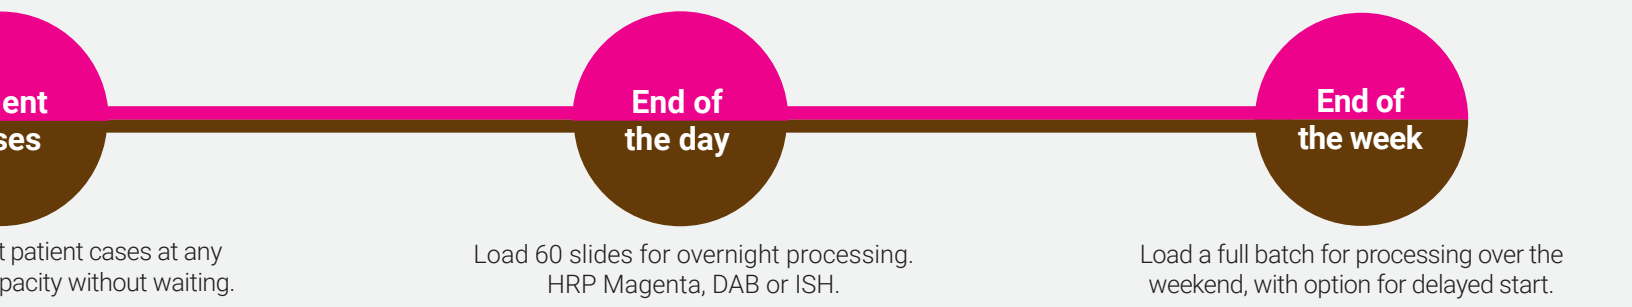 ent
ses
t patient cases at any
pacity without waiting.
End of
the day
Load 60 slides for overnight processing.
HRP Magenta, DAB or ISH.
End of
the week
Load a full batch for processing over the
weekend, with option for delayed start.